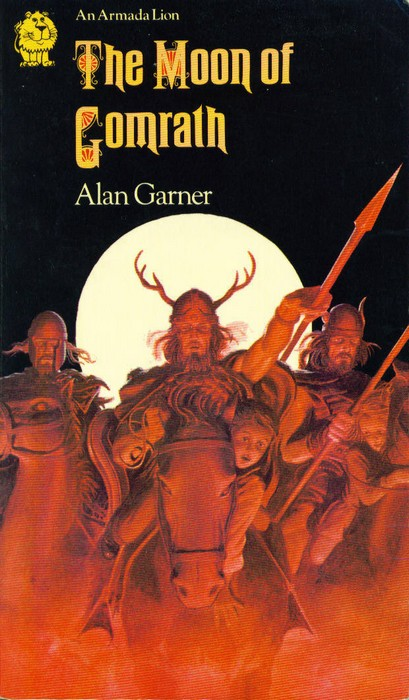 An Armada Lion
The Moon of
Gomrath
Alan Garner